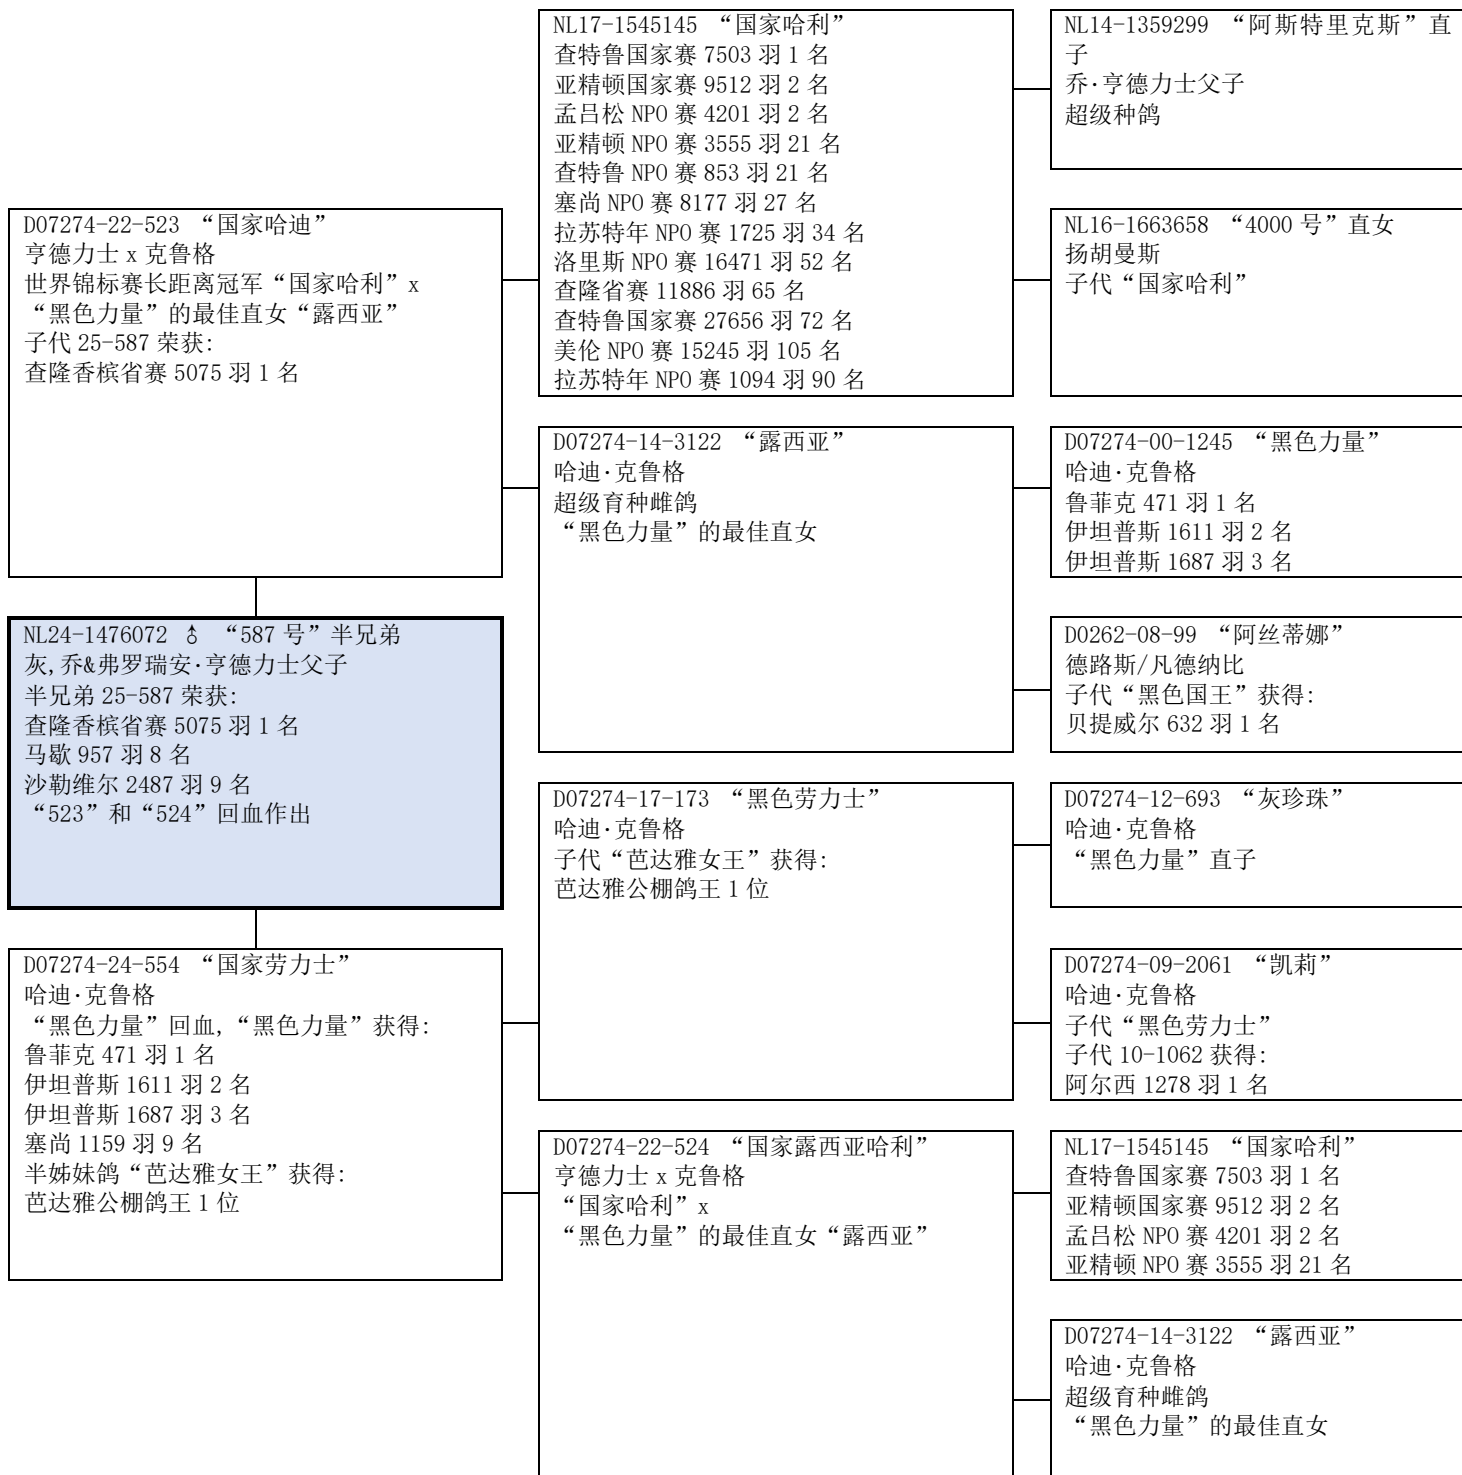 NL17-1545145 “国家哈利”
查特鲁国家赛 7503 羽 1 名
亚精顿国家赛 9512 羽 2 名
孟吕松 NPO 赛 4201 羽 2 名
亚精顿 NPO 赛 3555 羽 21 名
查特鲁 NPO 赛 853 羽 21 名
塞尚 NPO 赛 8177 羽 27 名
拉苏特年 NPO 赛 1725 羽 34 名
洛里斯 NPO 赛 16471 羽 52 名
查隆省赛 11886 羽 65 名
查特鲁国家赛 27656 羽 72 名
美伦 NPO 赛 15245 羽 105 名
拉苏特年 NPO 赛 1094 羽 90 名
NL14-1359299 “阿斯特里克斯”直
子
乔·亨德力士父子
超级种鸽
DO7274-22-523 “国家哈迪”
亨德力士 x 克鲁格
世界锦标赛长距离冠军“国家哈利”x
“黑色力量”的最佳直女“露西亚”
子代 25-587 荣获:
查隆香槟省赛 5075 羽 1 名
NL16-1663658 “4000 号”直女
扬胡曼斯
子代“国家哈利”
DO7274-14-3122 “露西亚”
哈迪·克鲁格
超级育种雌鸽
“黑色力量”的最佳直女
DO7274-00-1245 “黑色力量”
哈迪·克鲁格
鲁菲克 471 羽 1 名
伊坦普斯 1611 羽 2 名
伊坦普斯 1687 羽 3 名
NL24-1476072 ♂ “587 号”半兄弟
灰,乔&弗罗瑞安·亨德力士父子
半兄弟 25-587 荣获:
查隆香槟省赛 5075 羽 1 名
马歇 957 羽 8 名
沙勒维尔 2487 羽 9 名
“523”和“524”回血作出
DO262-08-99 “阿丝蒂娜”
德路斯/凡德纳比
子代“黑色国王”获得:
贝提威尔 632 羽 1 名
DO7274-17-173 “黑色劳力士”
哈迪·克鲁格
子代“芭达雅女王”获得:
芭达雅公棚鸽王 1 位
DO7274-12-693 “灰珍珠”
哈迪·克鲁格
“黑色力量”直子
DO7274-24-554 “国家劳力士”
哈迪·克鲁格
“黑色力量”回血,“黑色力量”获得:
鲁菲克 471 羽 1 名
伊坦普斯 1611 羽 2 名
伊坦普斯 1687 羽 3 名
塞尚 1159 羽 9 名
半姊妹鸽“芭达雅女王”获得:
芭达雅公棚鸽王 1 位
DO7274-09-2061 “凯莉”
哈迪·克鲁格
子代“黑色劳力士”
子代 10-1062 获得:
阿尔西 1278 羽 1 名
DO7274-22-524 “国家露西亚哈利”
亨德力士 x 克鲁格
“国家哈利”x
“黑色力量”的最佳直女“露西亚”
NL17-1545145 “国家哈利”
查特鲁国家赛 7503 羽 1 名
亚精顿国家赛 9512 羽 2 名
孟吕松 NPO 赛 4201 羽 2 名
亚精顿 NPO 赛 3555 羽 21 名
DO7274-14-3122 “露西亚”
哈迪·克鲁格
超级育种雌鸽
“黑色力量”的最佳直女